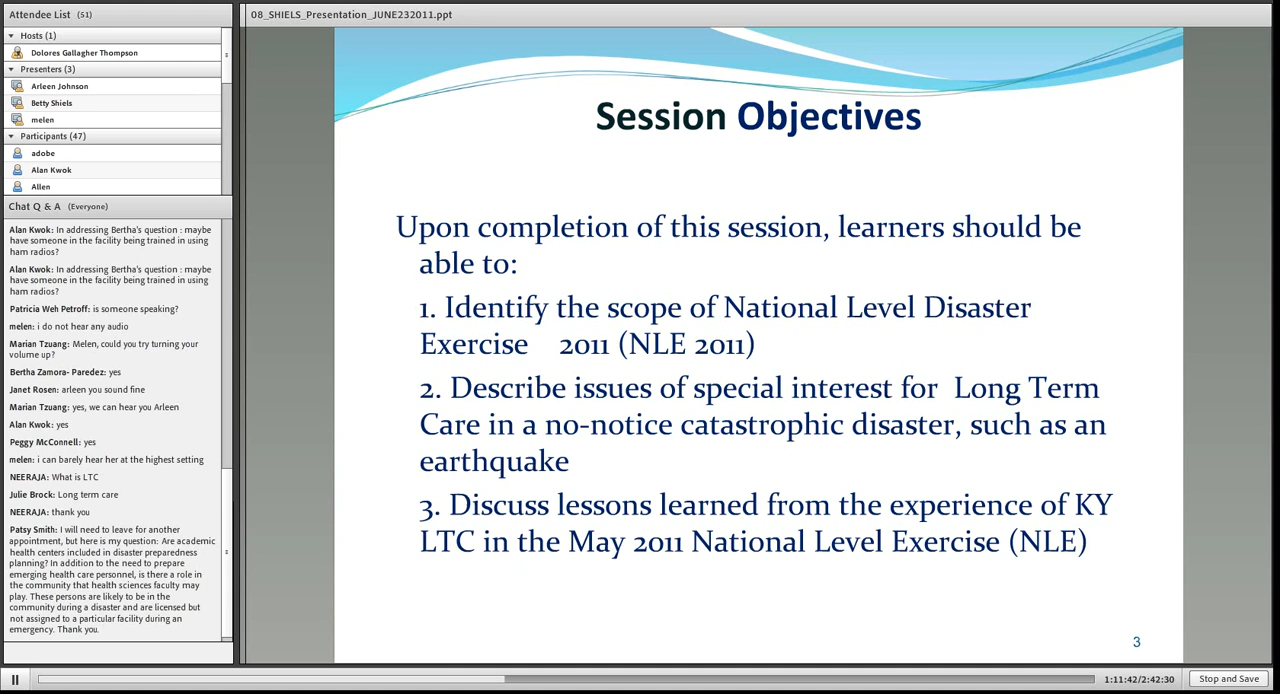 Attendee List (51)
Hosts (1)
Dolores Gallagher Thompson
Presenters (3)
Arleen Johnson
Betty Shiels
melen
Participants (47)
adobe
Alan Kwok
Allen
Chat Q & A (Everyone)
Alan Kwok: In addressing Bertha's question : maybe
have someone in the facility being trained in using
ham radios?
Alan Kwok: In addressing Bertha's question : maybe
have someone in the facility being trained in using
ham radios?
Patricia Weh Petroff: is someone speaking?
melen: i do not hear any audio
Marian Tzuang: Melen, could you try turning your
volume up?
Bertha Zamora- Paredez: yes
Janet Rosen: arleen you sound fine
Marian Tzuang: yes, we can hear you Arleen
Alan Kwok: yes
Peggy McConnell: yes
melen: i can barely hear her at the highest setting
NEERAJA: What is LTC
Julie Brock: Long term care
NEERAJA: thank you
Patsy Smith: I will need to leave for another
appointment, but here is my question: Are academic
health centers included in disaster preparedness
planning? In addition to the need to prepare
emerging health care personnel, is there a role in
the community that health sciences faculty may
play. These persons are likely to be in the
community during a disaster and are licensed but
not assigned to a particular facility during an
emergency. Thank you.
08_SHIELS_Presentation_JUNE232011.ppt
Session Objectives
Upon completion of this session, learners should be
able to:
1. Identify the scope of National Level Disaster
Exercise 2011 (NLE 2011)
2. Describe issues of special interest for Long Term
Care in a no-notice catastrophic disaster, such as an
earthquake
3. Discuss lessons learned from the experience of KY
LTC in the May 2011 National Level Exercise (NLE)
3
1:11:42/2:42:30
Stop and Save